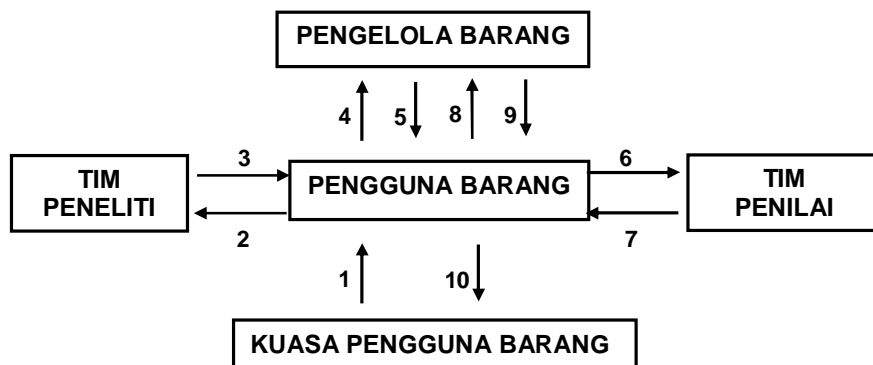 PENGELOLA BARANG
4 5 8 9
3 6
TIM
PENELITI
PENGGUNA BARANG
TIM
PENILAI
2 7
1 10
KUASA PENGGUNA BARANG